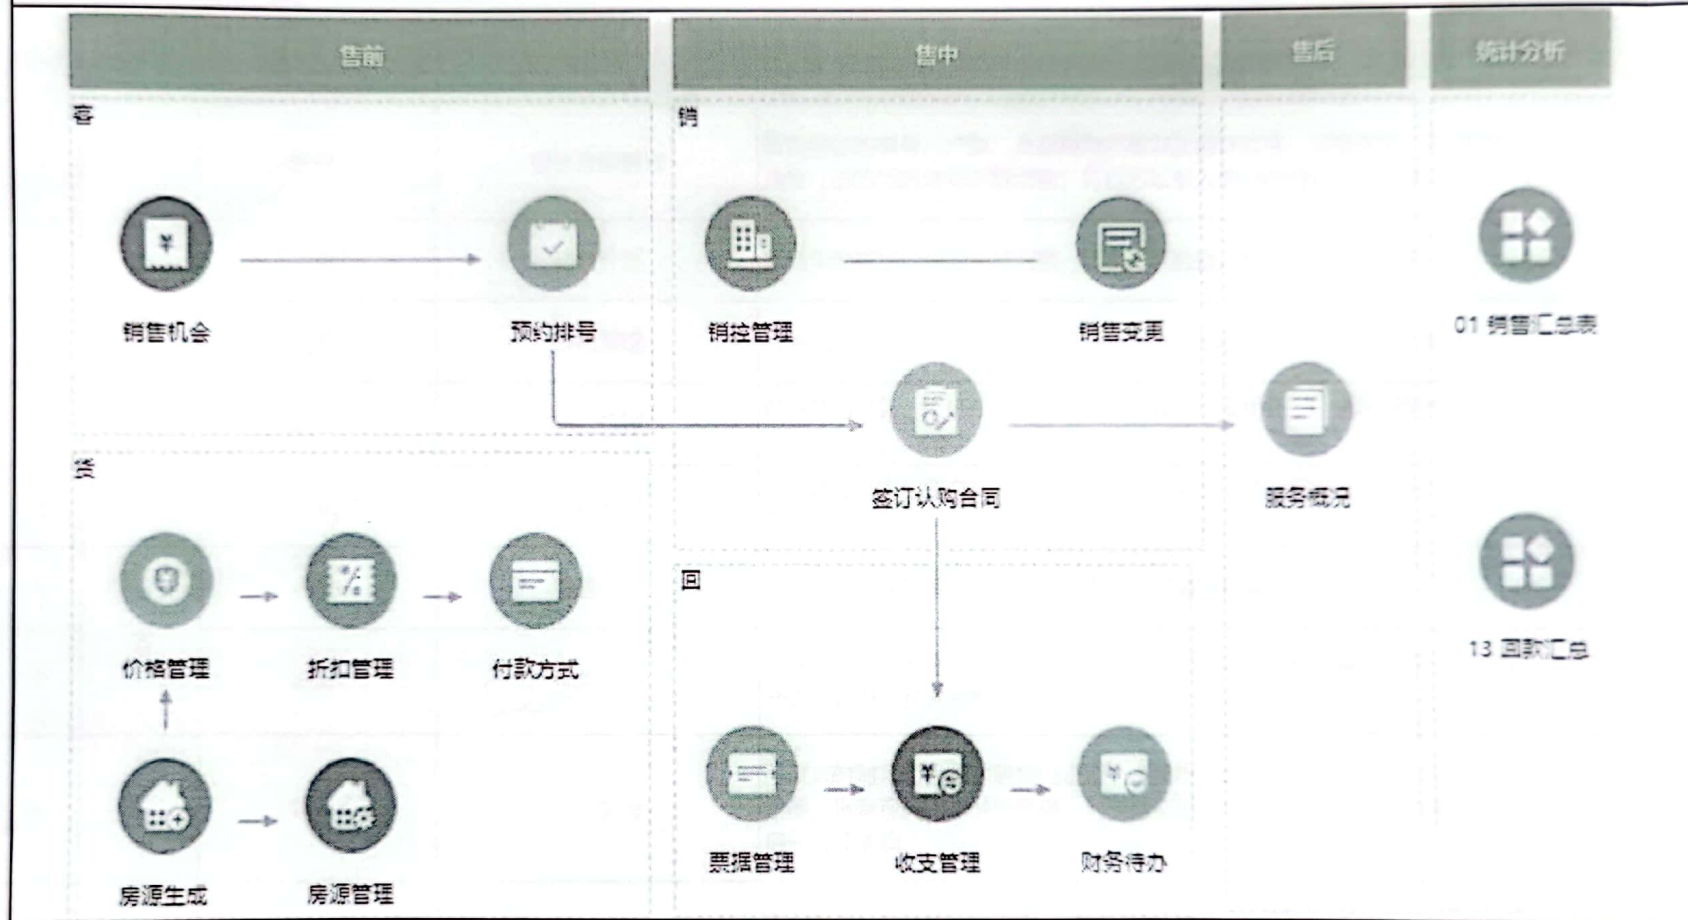 售前
售中
售后
统计分析
客
销
销售机会
预约排号
销控管理
销售变更
01 销售汇总表
签订认购合同
服务概况
货
回
价格管理
折扣管理
付款方式
13 回款汇总
房源生成
房源管理
票据管理
收支管理
财务待办